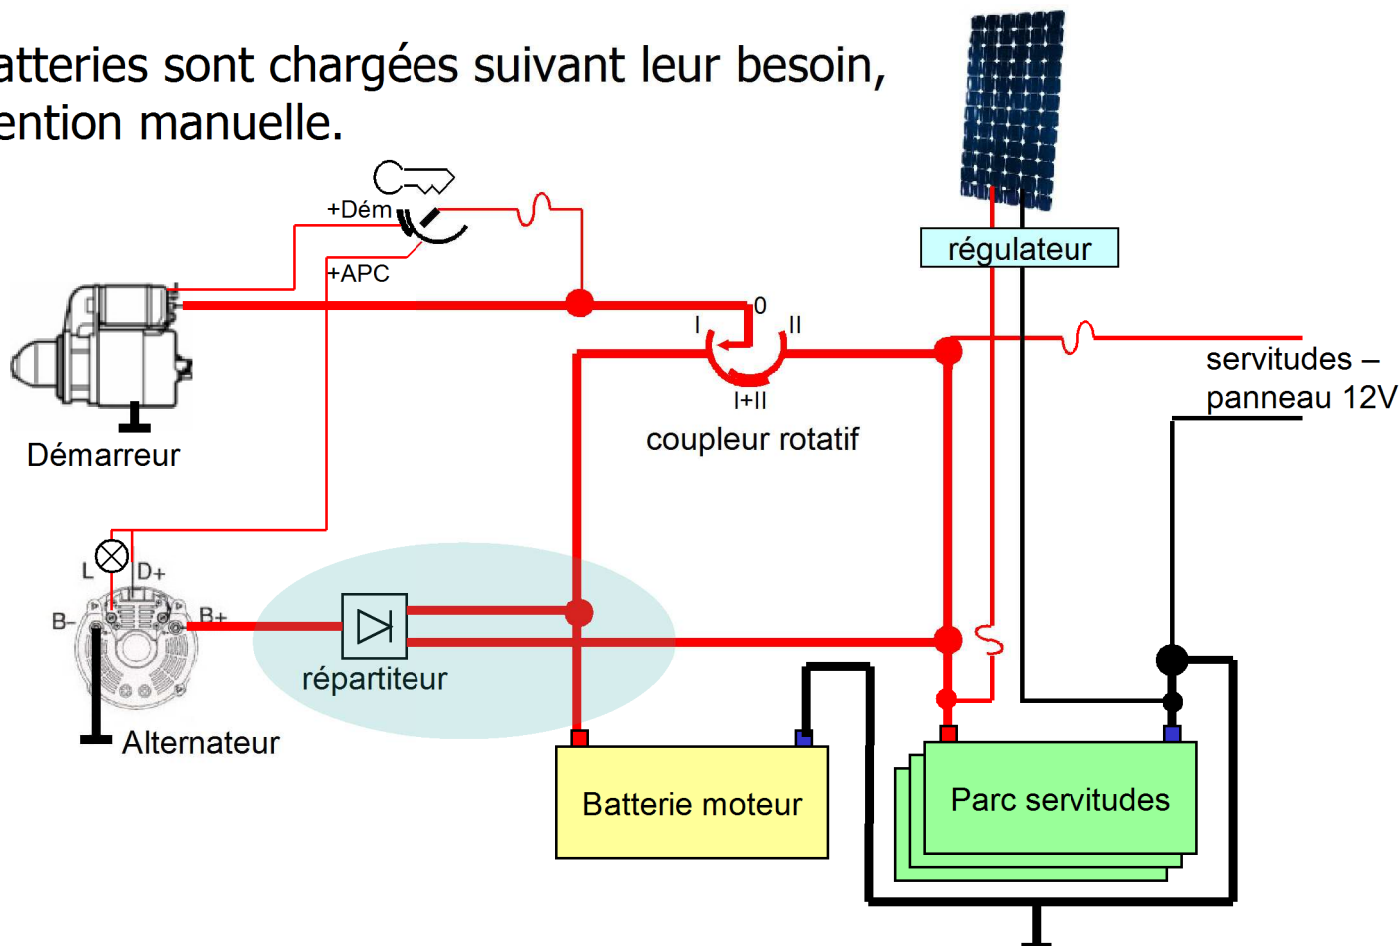 atteries sont chargées suivant leur besoin,
ention manuelle.
+Dém
+APC
régulateur
0
I
II
I+II
coupleur rotatif
servitudes –
panneau 12V
Démarreur
L
D+
B-
B+
répartiteur
Alternateur
Batterie moteur
Parc servitudes